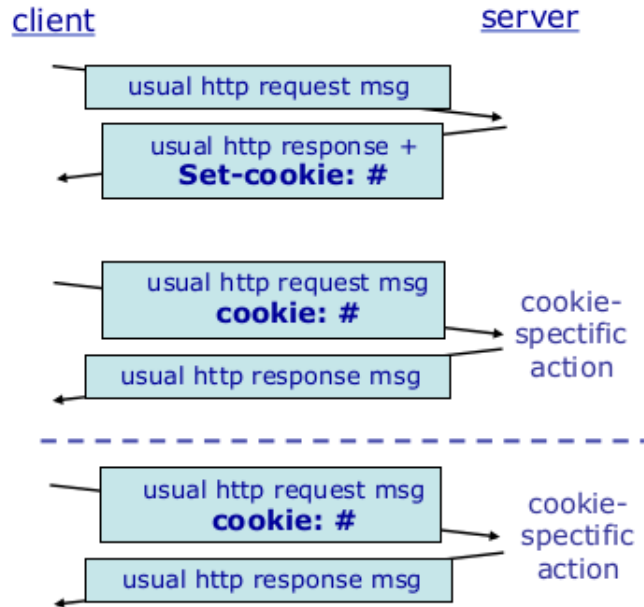 client
server
usual http request msg
usual http response +
Set-cookie: #
usual http request msg
cookie: #
cookie-
spectific
action
usual http response msg
usual http request msg
cookie: #
cookie-
spectific
action
usual http response msg